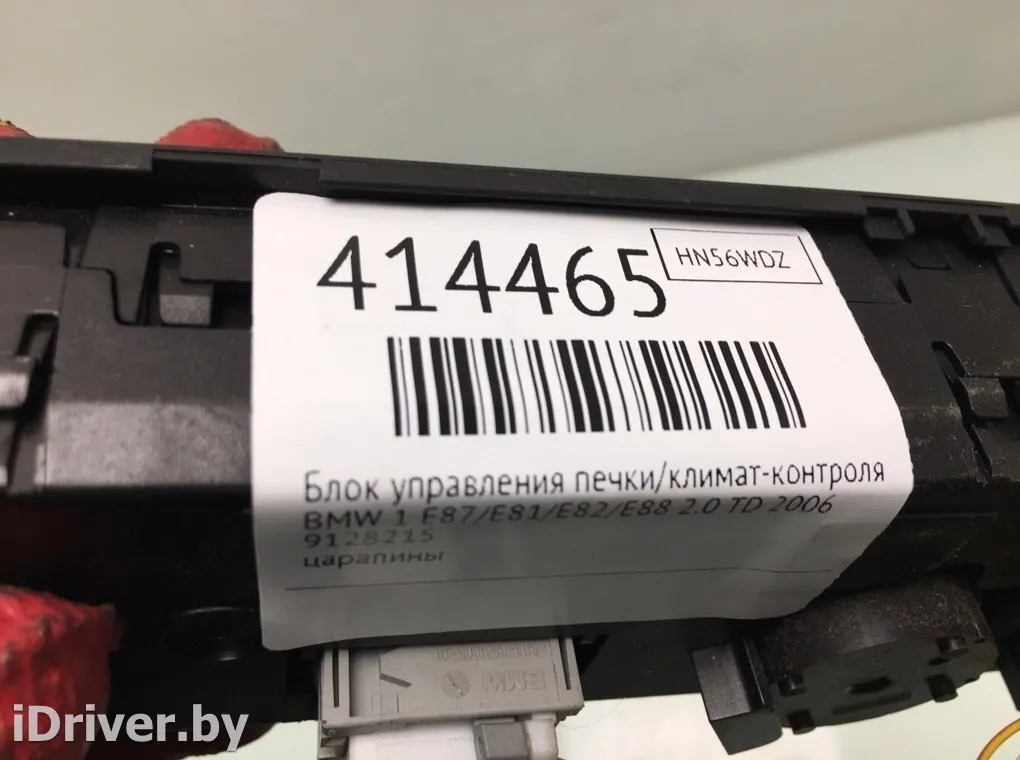 414465
HN56WDZ
Блок управления печки/климат-контроля
BMW 1 E87/E81/E82/E88 2.0 TD 2006
9128215
царапины
BMW
iDriver.by